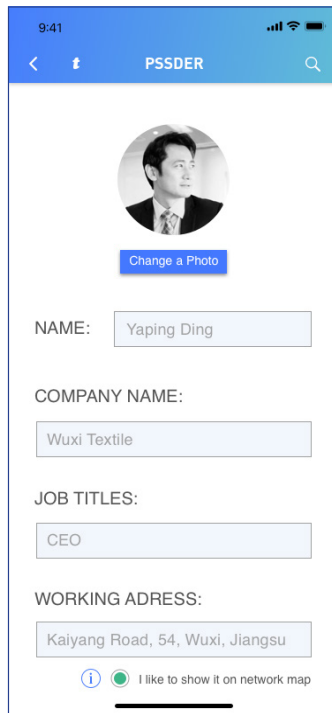 9:41
t PSSDER
Change a Photo
NAME: Yaping Ding
COMPANY NAME:
Wuxi Textile
JOB TITLES:
CEO
WORKING ADRESS:
Kaiyang Road, 54, Wuxi, Jiangsu
i I like to show it on network map